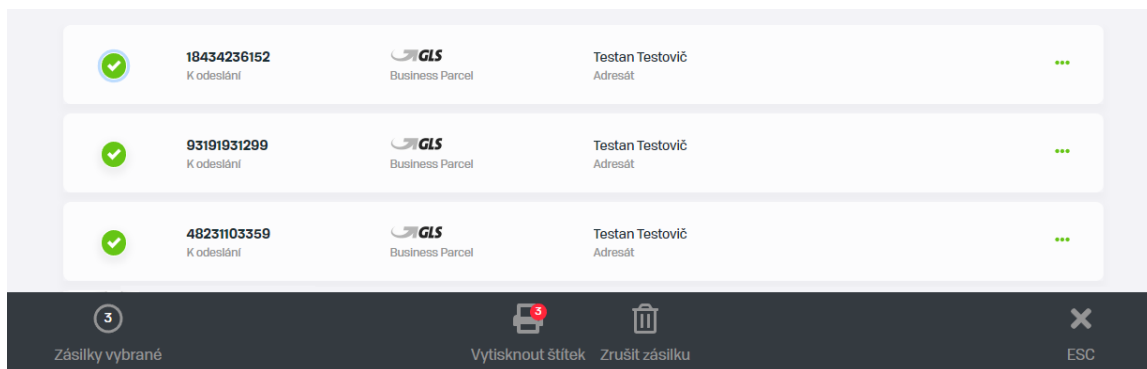 18434236152 GLS Testan Testovič
K odeslání Business Parcel Adresát
93191931299 GLS Testan Testovič
K odeslání Business Parcel Adresát
48231103359 GLS Testan Testovič
K odeslání Business Parcel Adresát
3 3
Zásilky vybrané Vytisknout štítek Zrušit zásilku ESC